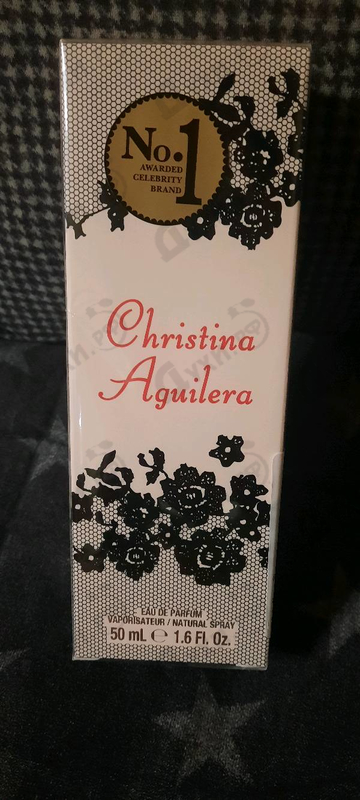 No.1
AWARDED
CELEBRITY
BRAND
Christina
Aguilera
EAU DE PARFUM
VAPORISATEUR / NATURAL SPRAY
50 mL ℮ 1.6 Fl. Oz.